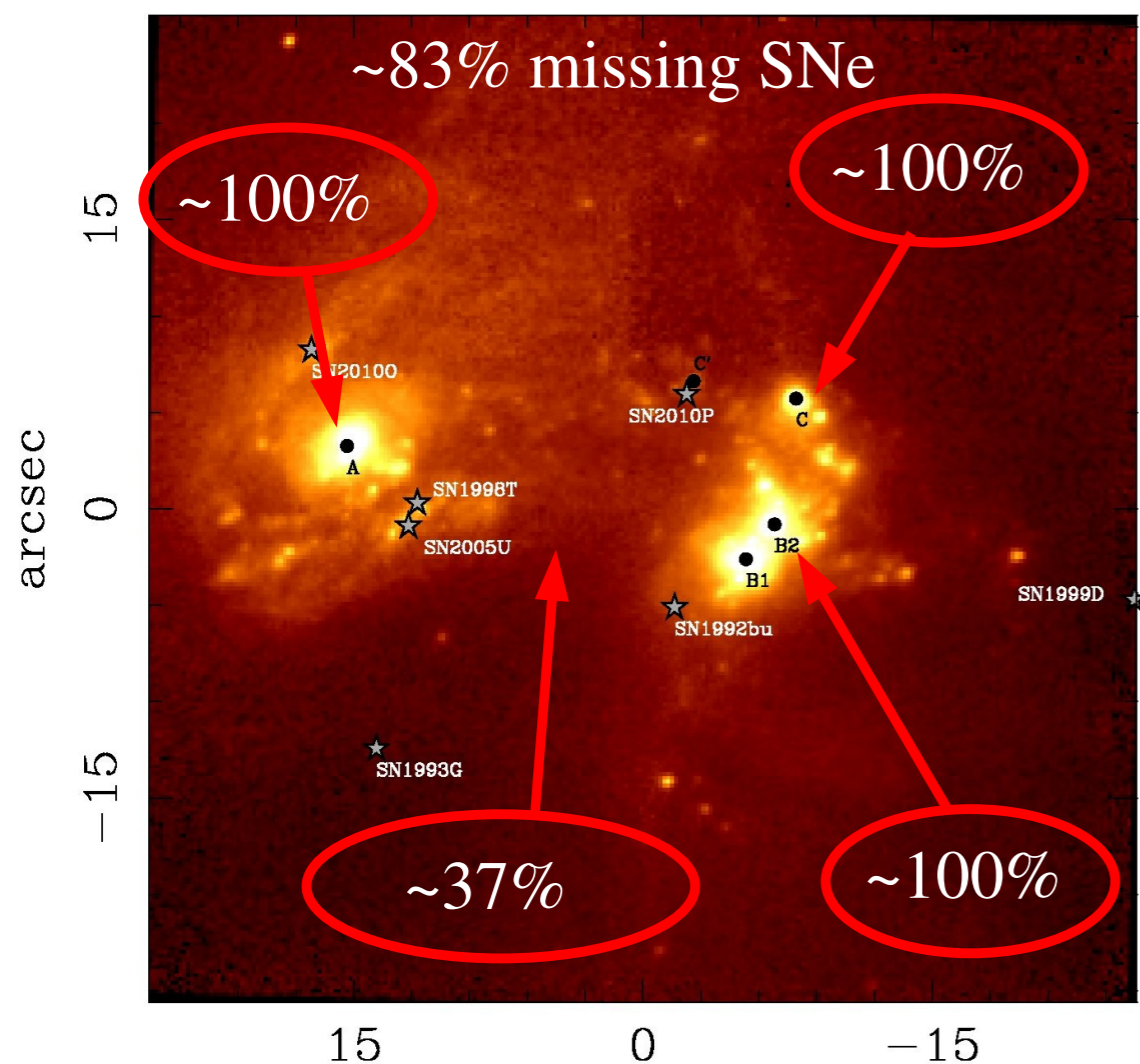 ~83% missing SNe
~100%
~100%
15
SN2010O
C'
SN2010P
C
A
SN1998T
0
SN2005U
B2
B1
SN1999D
SN1992bu
arcsec
SN1993G
−15
~37%
~100%
15
0
−15